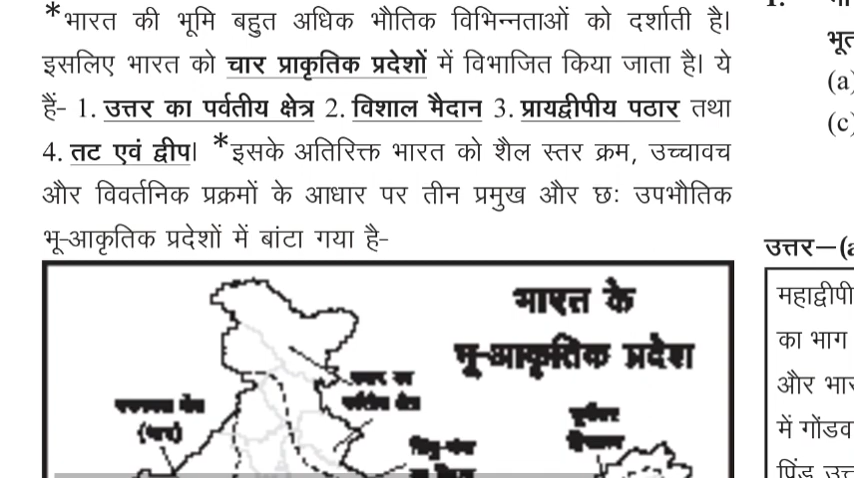 *भारत की भूमि बहुत अधिक भौतिक विभिन्नताओं को दर्शाती है।
इसलिए भारत को चार प्राकृतिक प्रदेशों में विभाजित किया जाता है। ये
हैं- 1. उत्तर का पर्वतीय क्षेत्र 2. विशाल मैदान 3. प्रायद्वीपीय पठार तथा
4. तट एवं द्वीप। *इसके अतिरिक्त भारत को शैल स्तर क्रम, उच्चावच
और विवर्तनिक प्रक्रमों के आधार पर तीन प्रमुख और छः उपभौतिक
भू-आकृतिक प्रदेशों में बांटा गया है-
भारत के
भू-आकृतिक प्रदेश
उत्तर का
पर्वतीय क्षेत्र
(थार)
(a)
(c)
उत्तर—(a
महाद्वीपी
का भाग
और भार
में गोंडव
पिंड उत्त